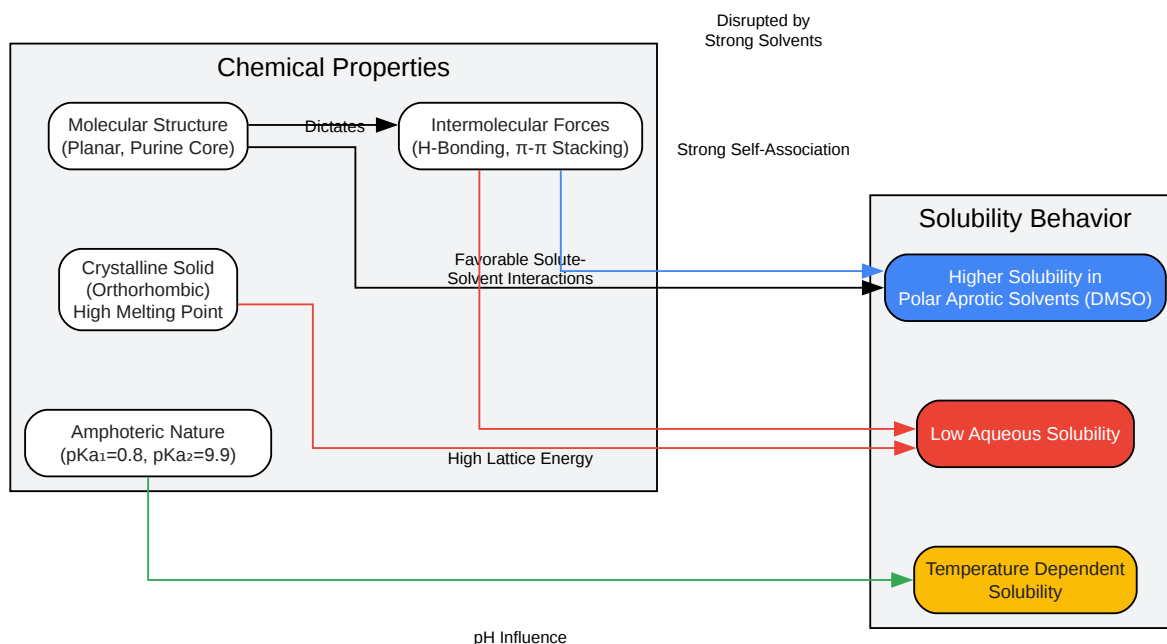 Disrupted by
Strong Solvents
Chemical Properties
Molecular Structure
(Planar, Purine Core)
Dictates
Intermolecular Forces
(H-Bonding, π-π Stacking)
Strong Self-Association
Solubility Behavior
Crystalline Solid
(Orthorhombic)
High Melting Point
Favorable Solute-
Solvent Interactions
Higher Solubility in
Polar Aprotic Solvents (DMSO)
Amphoteric Nature
(pKa₁=0.8, pKa₂=9.9)
High Lattice Energy
Low Aqueous Solubility
Temperature Dependent
Solubility
pH Influence